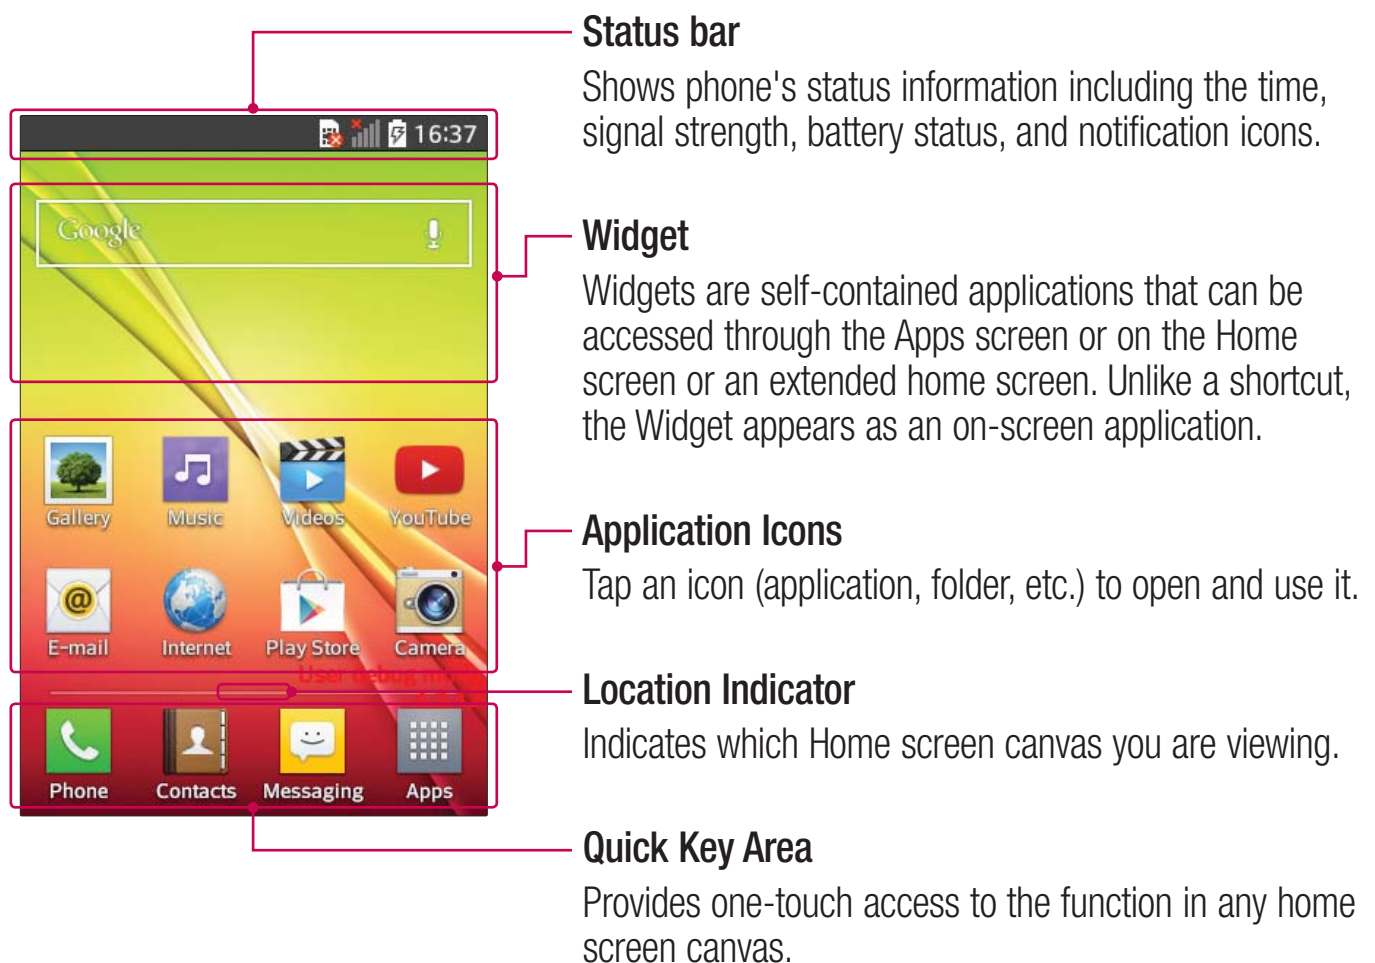 Status bar
Shows phone's status information including the time,
signal strength, battery status, and notification icons.
16:37
Google
Widget
Widgets are self-contained applications that can be
accessed through the Apps screen or on the Home
screen or an extended home screen. Unlike a shortcut,
the Widget appears as an on-screen application.
Gallery Music Videos YouTube
Application Icons
Tap an icon (application, folder, etc.) to open and use it.
E-mail Internet Play Store Camera
User debug
Location Indicator
Indicates which Home screen canvas you are viewing.
Phone Contacts Messaging Apps
Quick Key Area
Provides one-touch access to the function in any home
screen canvas.